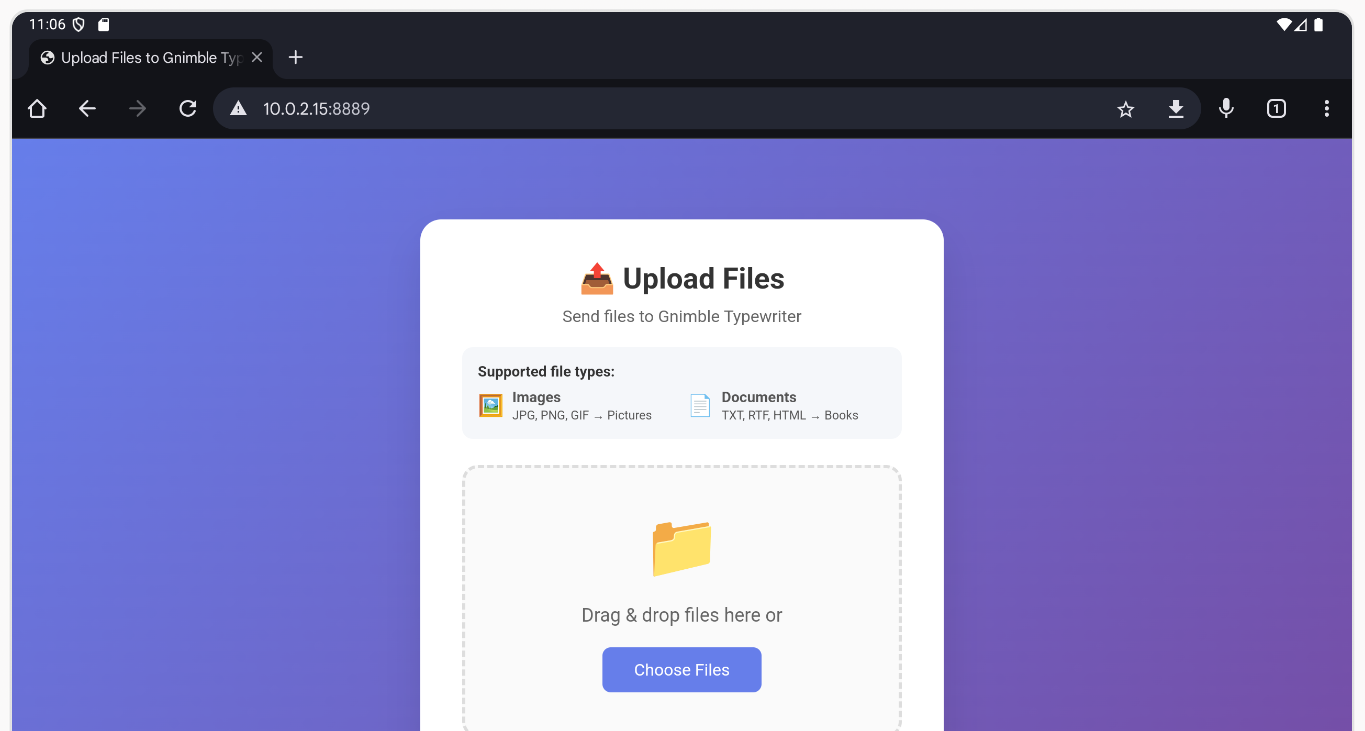 11:06
Upload Files to Gnimble Typ
10.0.2.15:8889
1
Upload Files
Send files to Gnimble Typewriter
Supported file types:
Images
JPG, PNG, GIF → Pictures
Documents
TXT, RTF, HTML → Books
Drag & drop files here or
Choose Files